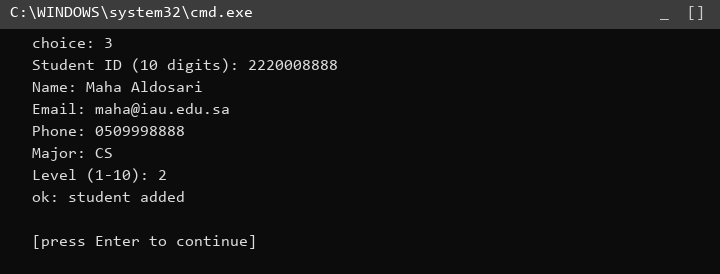 C:\WINDOWS\system32\cmd.exe _ []
choice: 3
Student ID (10 digits): 2220008888
Name: Maha Aldosari
Email: maha@iau.edu.sa
Phone: 0509998888
Major: CS
Level (1-10): 2
ok: student added
[press Enter to continue]